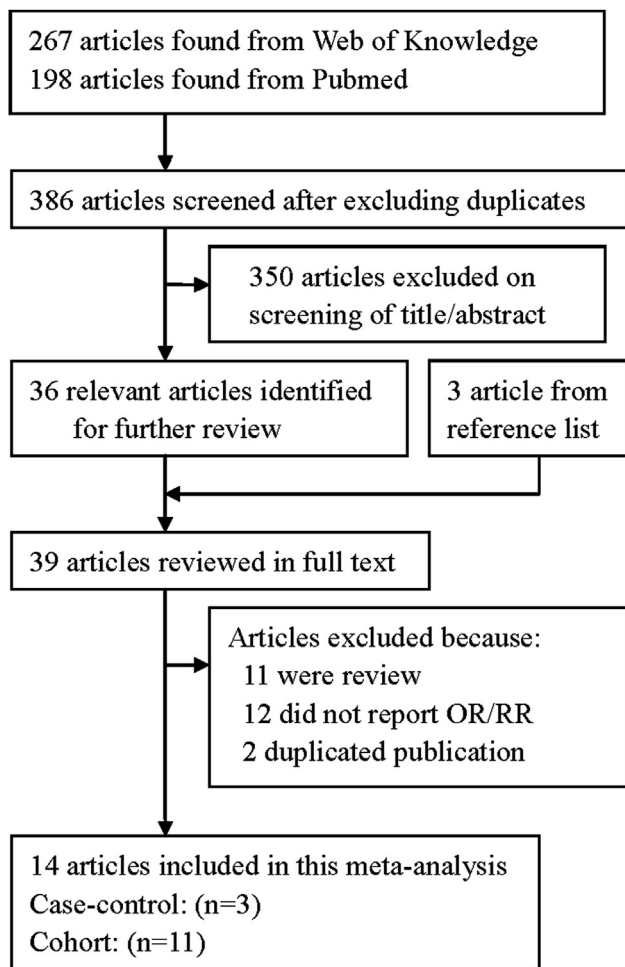 267 articles found from Web of Knowledge
198 articles found from Pubmed
386 articles screened after excluding duplicates
350 articles excluded on
screening of title/abstract
36 relevant articles identified
for further review
3 article from
reference list
39 articles reviewed in full text
Articles excluded because:
11 were review
12 did not report OR/RR
2 duplicated publication
14 articles included in this meta-analysis
Case-control: (n=3)
Cohort: (n=11)